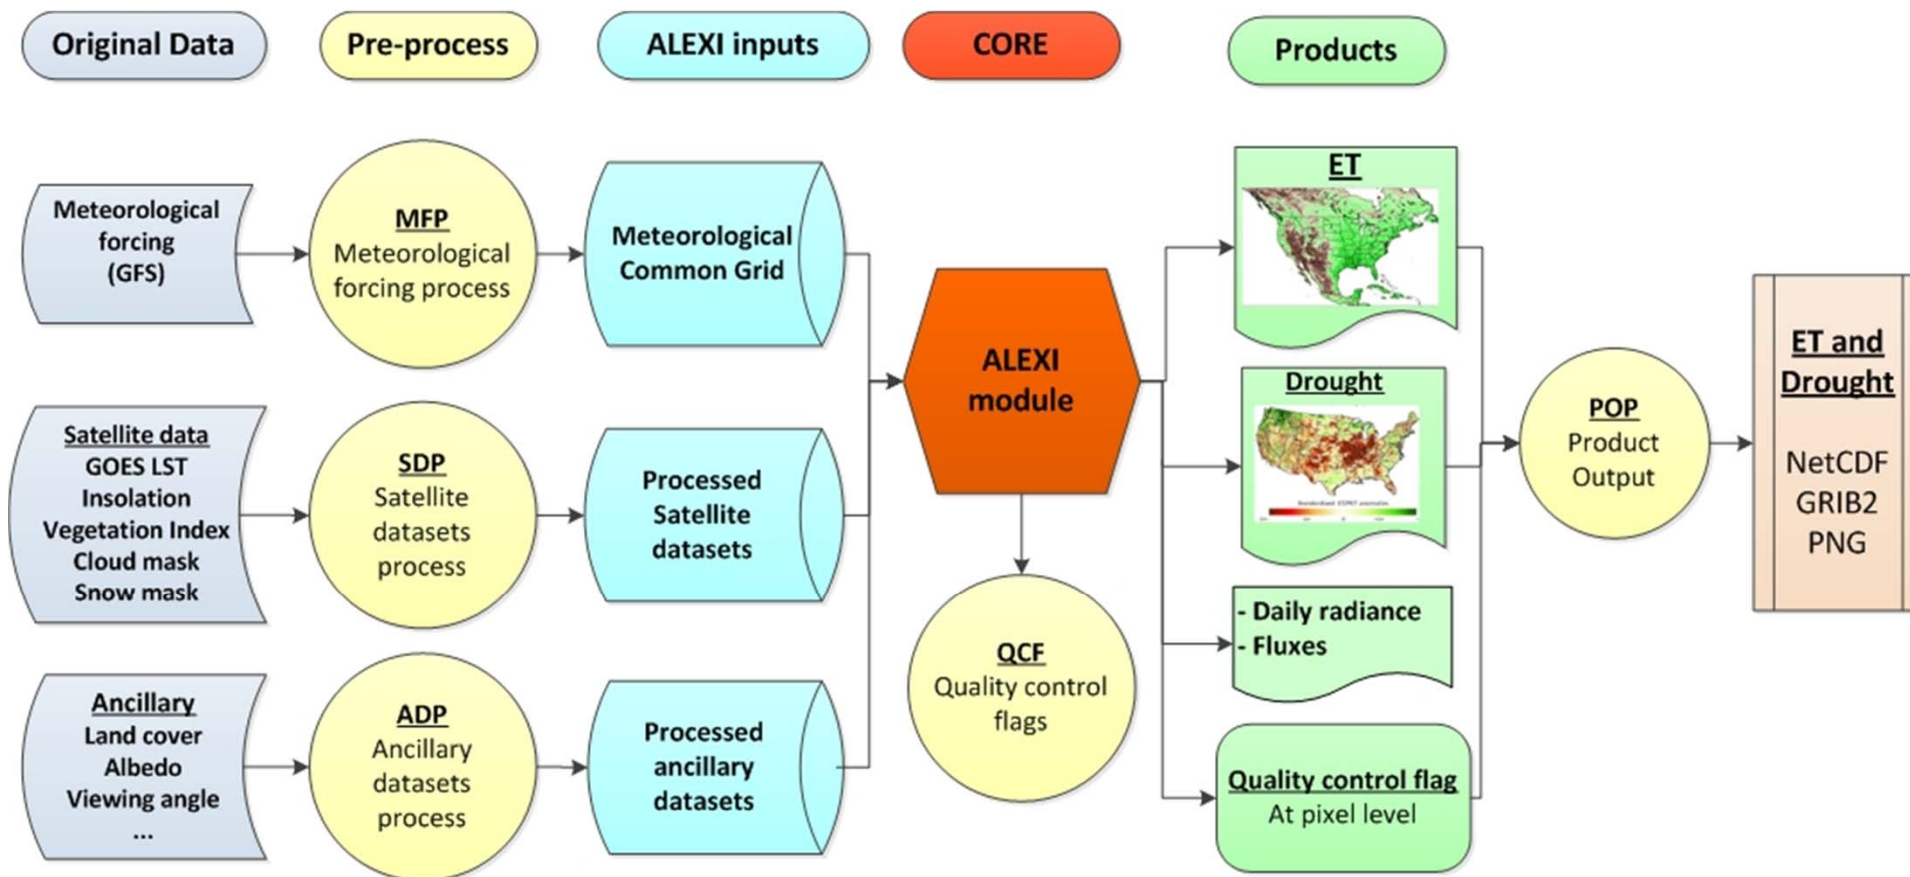 Original Data
Pre-process
ALEXI inputs
CORE
Products
Meteorological
forcing
(GFS)
MFP
Meteorological
forcing process
Meteorological
Common Grid
Satellite data
GOES LST
Insolation
Vegetation Index
Cloud mask
Snow mask
SDP
Satellite
datasets
process
Processed
Satellite
datasets
Ancillary
Land cover
Albedo
Viewing angle
...
ADP
Ancillary
datasets
process
Processed
ancillary
datasets
ALEXI
module
QCF
Quality control
flags
ET
Drought
- Daily radiance
- Fluxes
Quality control flag
At pixel level
POP
Product
Output
ET and
Drought
NetCDF
GRIB2
PNG